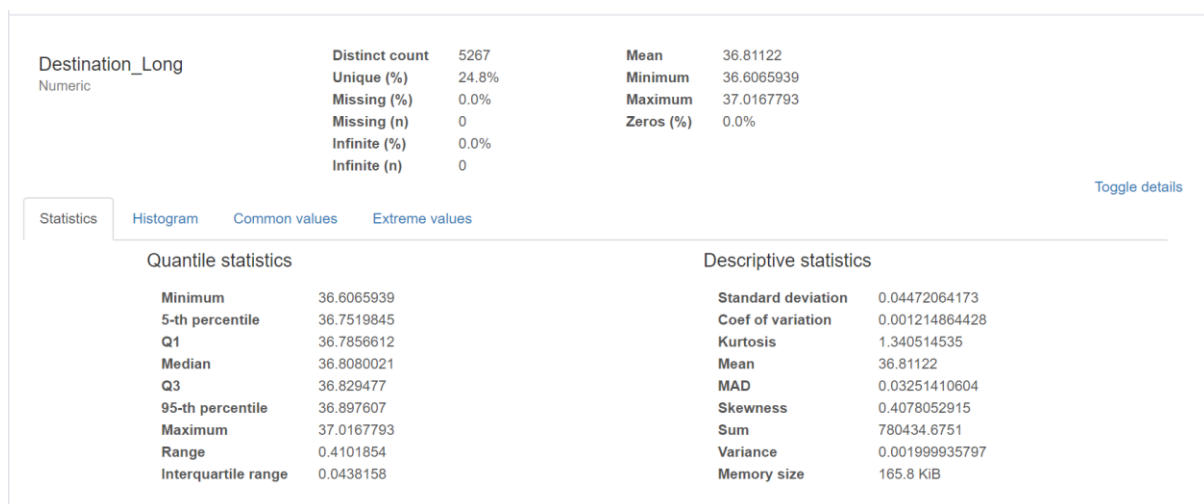 Destination_Long
Numeric
Distinct count 5267
Unique (%) 24.8%
Missing (%) 0.0%
Missing (n) 0
Infinite (%) 0.0%
Infinite (n) 0
Mean 36.81122
Minimum 36.6065939
Maximum 37.0167793
Zeros (%) 0.0%
Toggle details
Statistics Histogram Common values Extreme values
Quantile statistics
Minimum 36.6065939
5-th percentile 36.7519845
Q1 36.7856612
Median 36.8080021
Q3 36.829477
95-th percentile 36.897607
Maximum 37.0167793
Range 0.4101854
Interquartile range 0.0438158
Descriptive statistics
Standard deviation 0.04472064173
Coef of variation 0.001214864428
Kurtosis 1.340514535
Mean 36.81122
MAD 0.03251410604
Skewness 0.4078052915
Sum 780434.6751
Variance 0.001999935797
Memory size 165.8 KiB